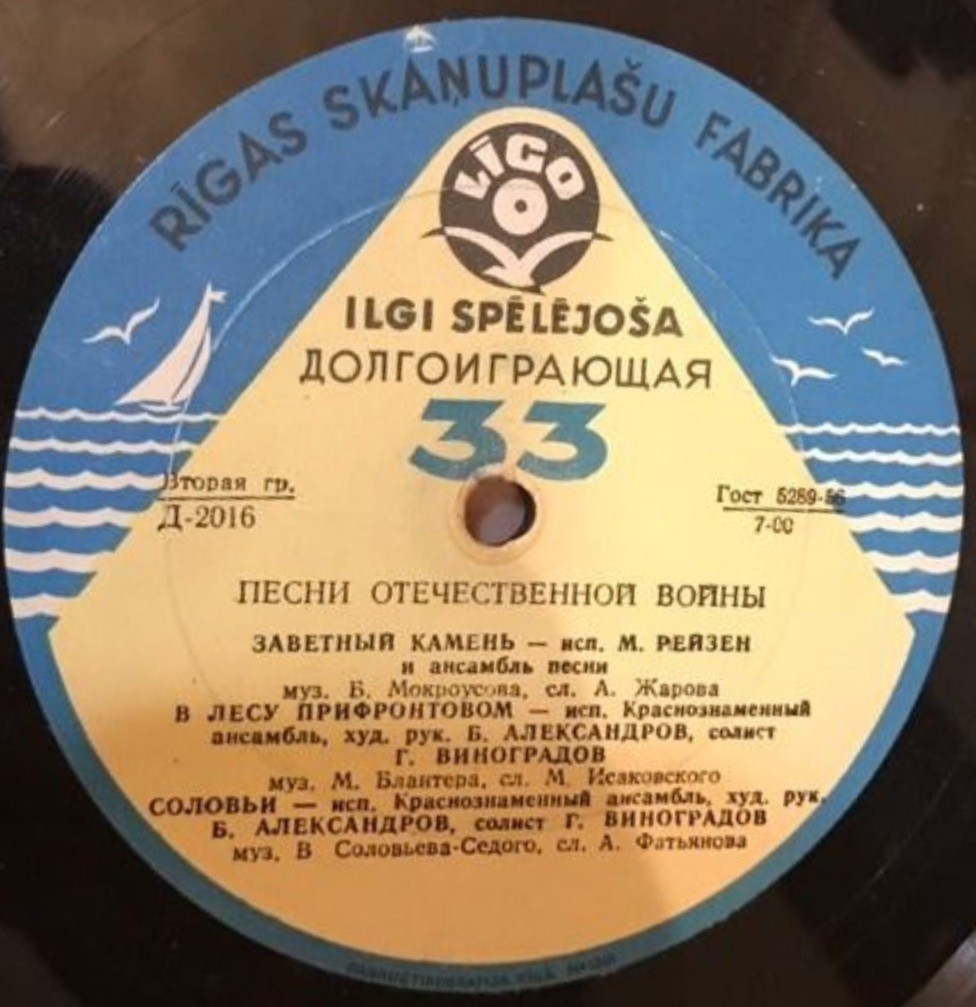 RĪGAS SKAŅUPLAŠU FABRIKA
LĪGO
ILGI SPĒLĒJOŠA
ДОЛГОИГРАЮЩАЯ
33
Вторая гр.
Д-2016
Гост 5289-56
7-00
ПЕСНИ ОТЕЧЕСТВЕННОЙ ВОЙНЫ
ЗАВЕТНЫЙ КАМЕНЬ — исп. М. РЕЙЗЕН
и ансамбль песни
муз. Б. Мокроусова, сл. А. Жарова
В ЛЕСУ ПРИФРОНТОВОМ — исп. Краснознаменный
ансамбль, худ. рук. Б. АЛЕКСАНДРОВ, солист
Г. ВИНОГРАДОВ
муз. М. Блантера, сл. М. Исаковского
СОЛОВЬИ — исп. Краснознаменный ансамбль, худ. рук.
Б. АЛЕКСАНДРОВ, солист Г. ВИНОГРАДОВ
муз. В Соловьева-Седого, сл. А. Фатьянова